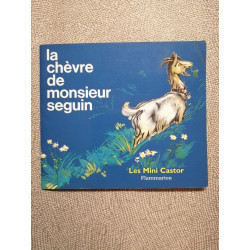 la
chèvre
de
monsieur
seguin
Les Mini Castor
Flammarion